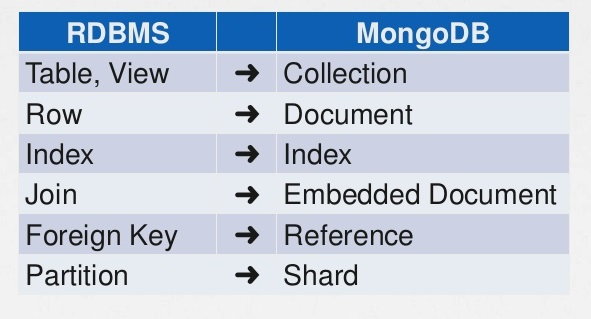 RDBMS MongoDB
Table, View ➜ Collection
Row ➜ Document
Index ➜ Index
Join ➜ Embedded Document
Foreign Key ➜ Reference
Partition ➜ Shard